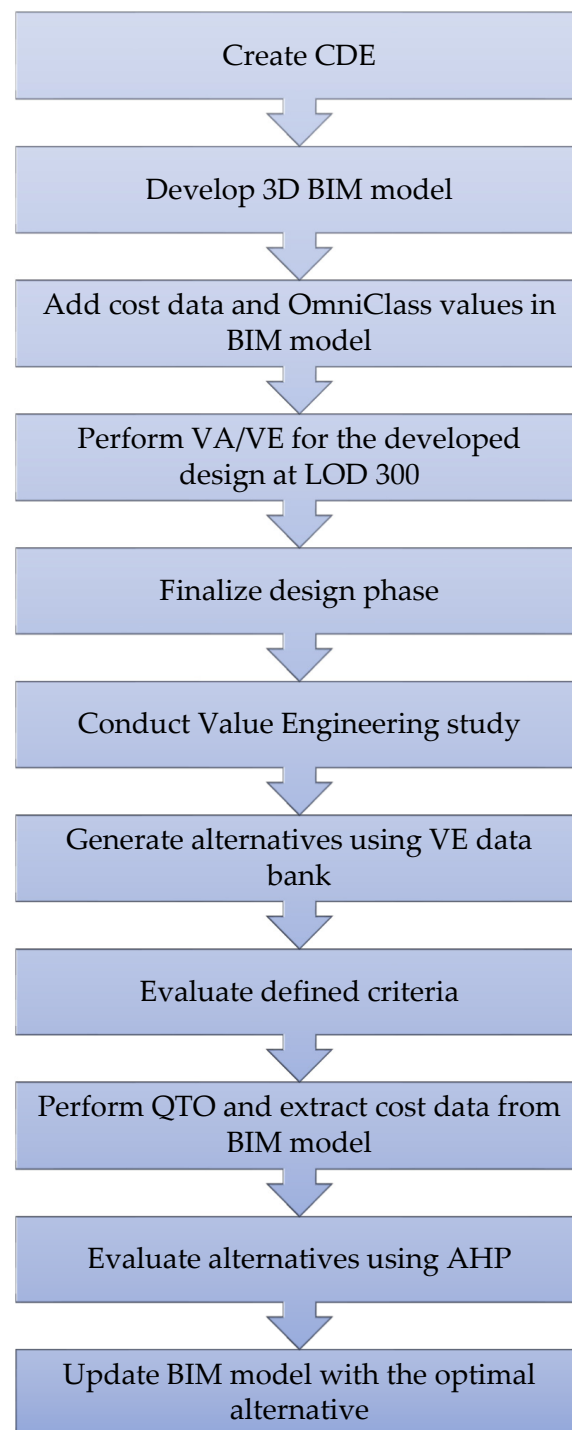 Create CDE
Develop 3D BIM model
Add cost data and OmniClass values in
BIM model
Perform VA/VE for the developed
design at LOD 300
Finalize design phase
Conduct Value Engineering study
Generate alternatives using VE data
bank
Evaluate defined criteria
Perform QTO and extract cost data from
BIM model
Evaluate alternatives using AHP
Update BIM model with the optimal
alternative